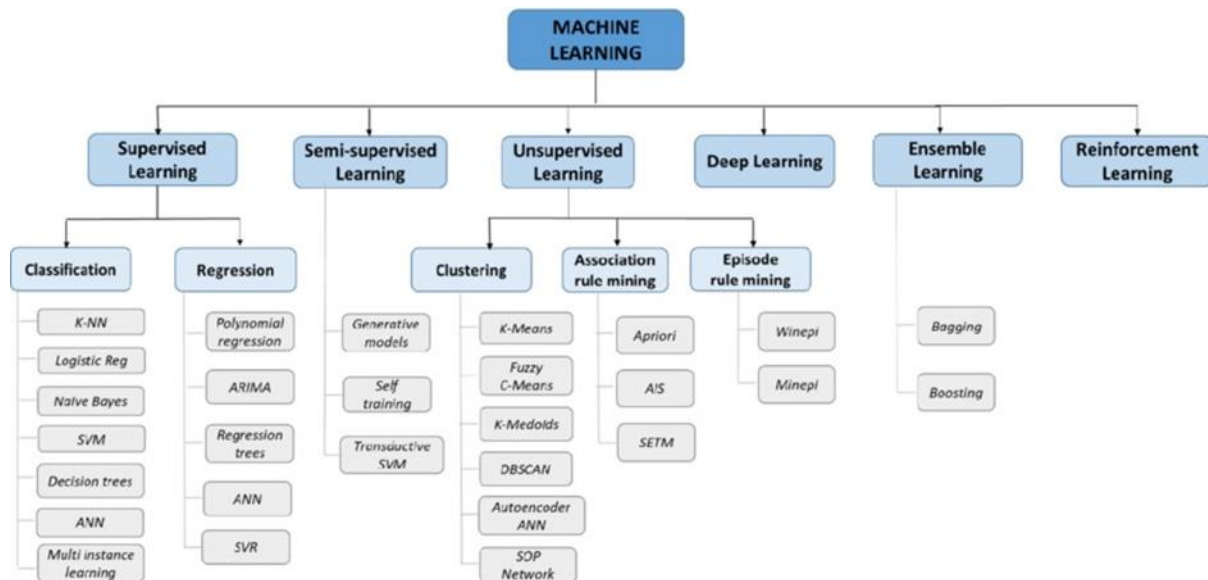 MACHINE
LEARNING
Supervised
Learning
Semi-supervised
Learning
Unsupervised
Learning
Deep Learning
Ensemble
Learning
Reinforcement
Learning
Classification
Regression
Clustering
Association
rule mining
Episode
rule mining
K-NN
Logistic Reg
Naive Bayes
SVM
Decision trees
ANN
Multi instance
learning
Polynomial
regression
ARIMA
Regression
trees
ANN
SVR
Generative
models
Self
training
Transductive
SVM
K-Means
Fuzzy
C-Means
K-Medoids
DBSCAN
Autoencoder
ANN
SOP
Network
Apriori
AIS
SETM
Winepi
Minepi
Bagging
Boosting